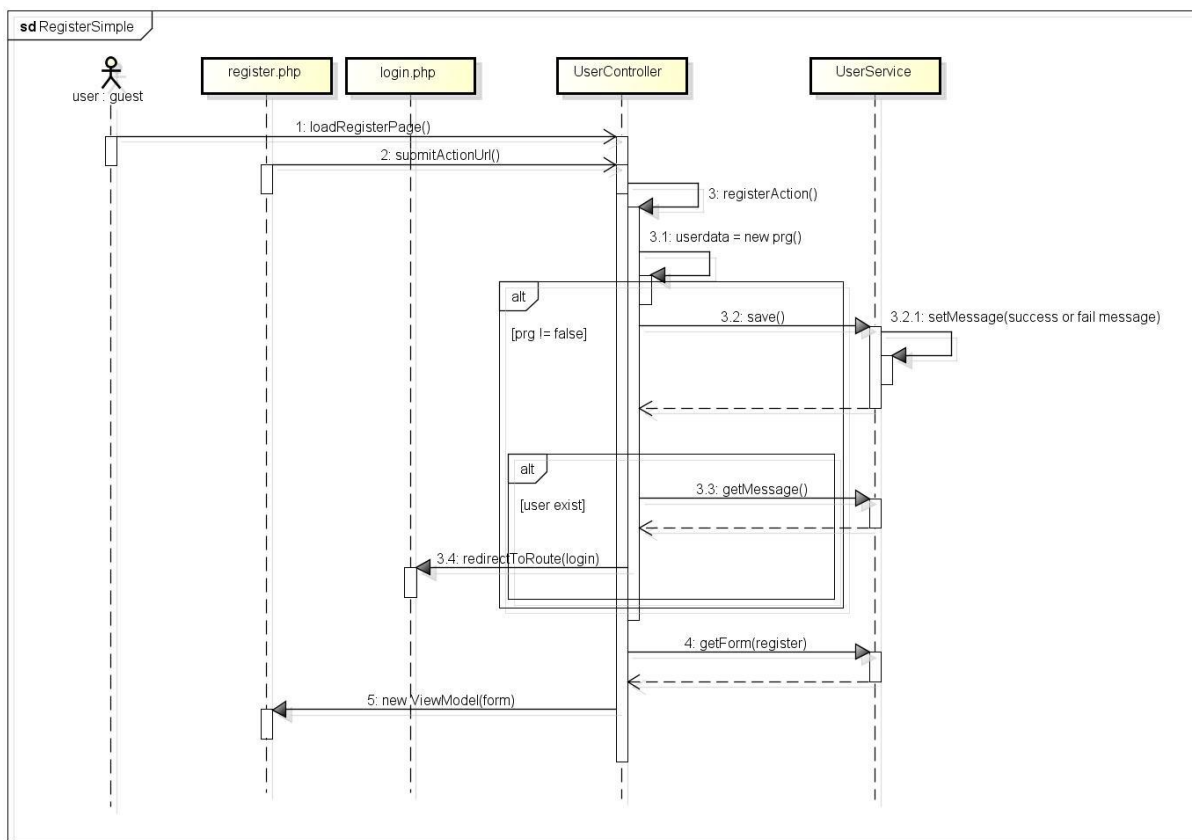 sd RegisterSimple
user : guest
register.php
login.php
UserController
UserService
1: loadRegisterPage()
2: submitActionUrl()
3: registerAction()
3.1: userdata = new prg()
alt
[prg != false]
3.2: save()
3.2.1: setMessage(success or fail message)
alt
[user exist]
3.3: getMessage()
3.4: redirectToRoute(login)
4: getForm(register)
5: new ViewModel(form)